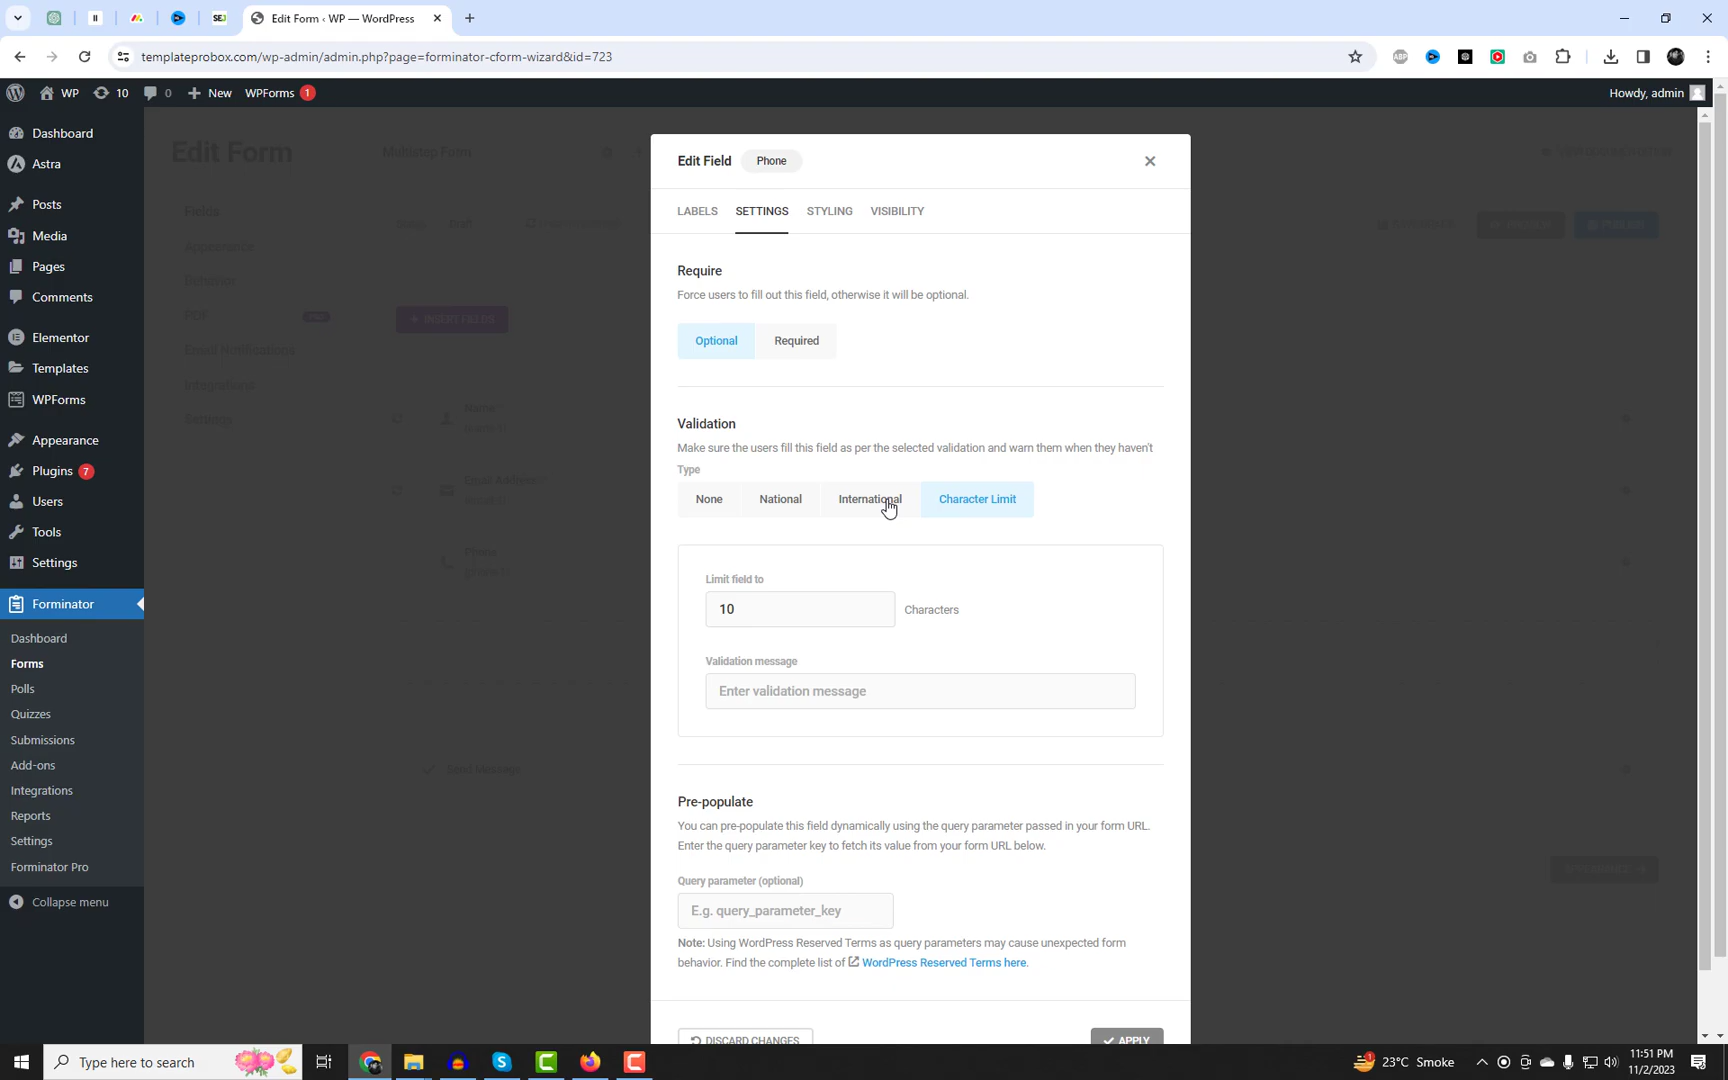 SEJ
Edit Form ‹ WP — WordPress
templateprobox.com/wp-admin/admin.php?page=forminator-cform-wizard&id=723
ABP
WP
10
0
New
WPForms
1
Howdy, admin
Dashboard
Astra
Posts
Media
Pages
Comments
Elementor
Templates
WPForms
Appearance
Plugins
7
Users
Tools
Settings
Forminator
Dashboard
Forms
Polls
Quizzes
Submissions
Add-ons
Integrations
Reports
Settings
Forminator Pro
Collapse menu
Edit Form
Multistep Form
Fields
Appearance
Behavior
PDF
Email Notifications
Integrations
Settings
INSERT FIELDS
Name
Email Address
Phone
Send Message
Edit Field
Phone
LABELS
SETTINGS
STYLING
VISIBILITY
Require
Force users to fill out this field, otherwise it will be optional.
Optional
Required
Validation
Make sure the users fill this field as per the selected validation and warn them when they haven't
Type
None
National
International
Character Limit
Limit field to
10
Characters
Validation message
Enter validation message
Pre-populate
You can pre-populate this field dynamically using the query parameter passed in your form URL.
Enter the query parameter key to fetch its value from your form URL below.
Query parameter (optional)
E.g. query_parameter_key
Note: Using WordPress Reserved Terms as query parameters may cause unexpected form
behavior. Find the complete list of WordPress Reserved Terms here.
DISCARD CHANGES
APPLY
Type here to search
23°C Smoke
11:51 PM
11/2/2023